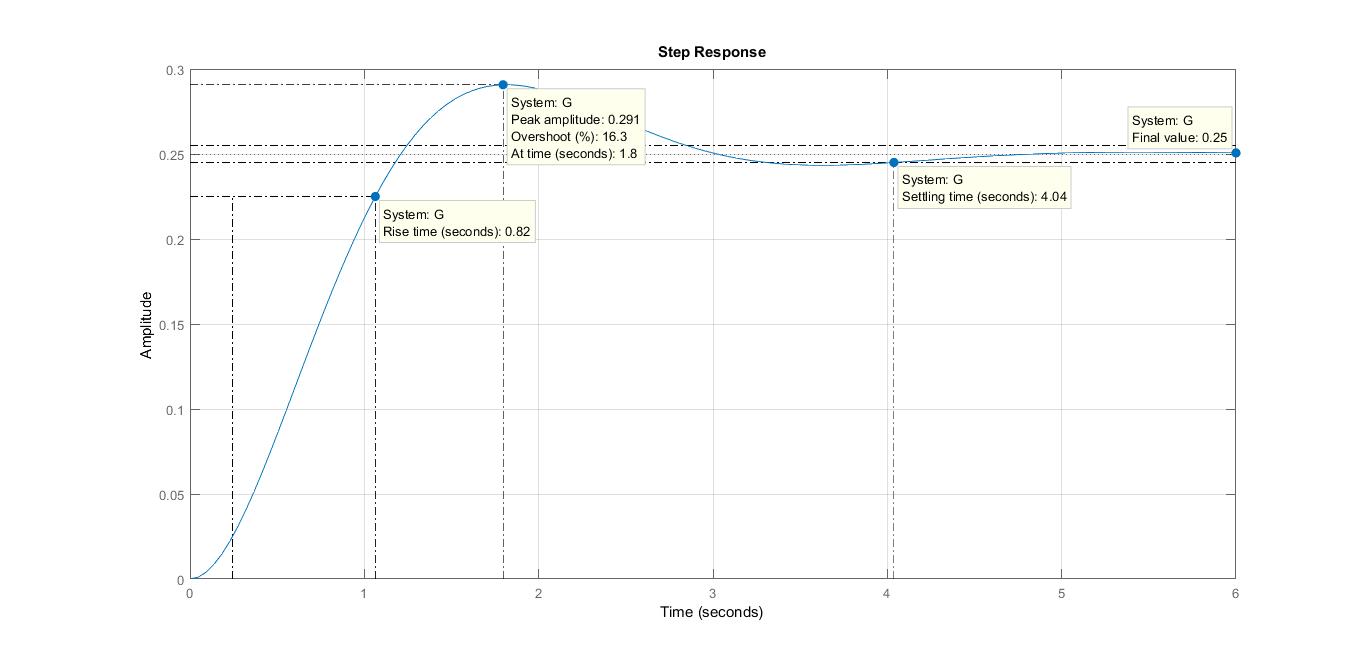 Step Response
0.3
0.25
0.2
0.15
0.1
0.05
0
Amplitude
System: G
Peak amplitude: 0.291
Overshoot (%): 16.3
At time (seconds): 1.8
System: G
Final value: 0.25
System: G
Settling time (seconds): 4.04
System: G
Rise time (seconds): 0.82
0 1 2 3 4 5 6
Time (seconds)